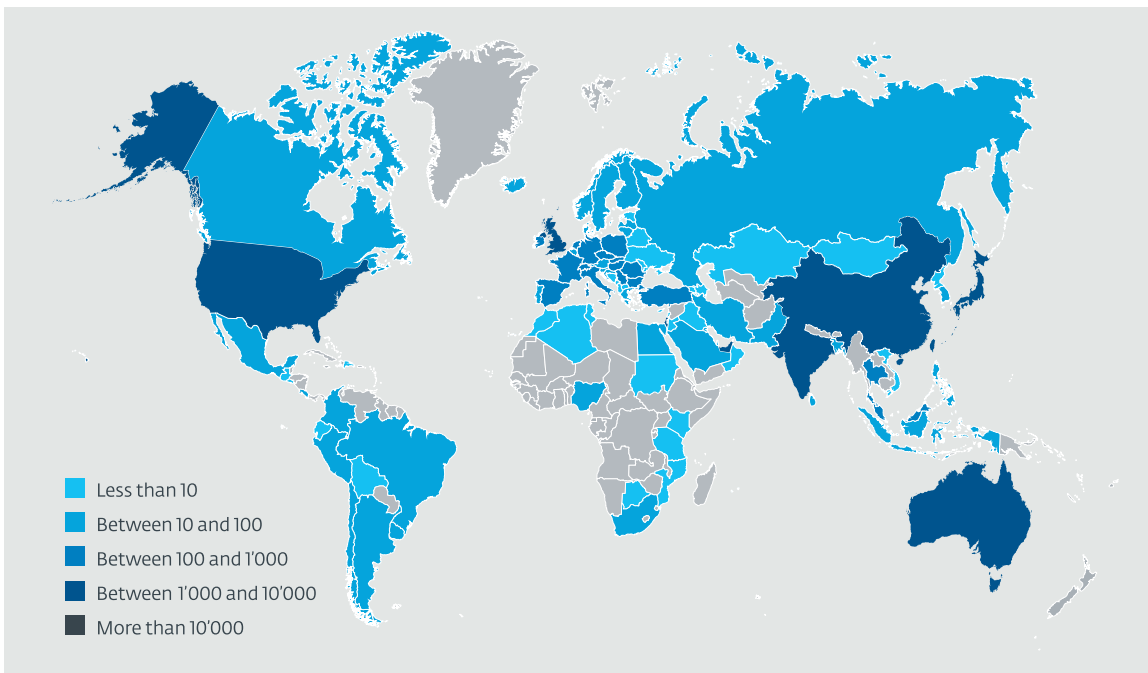 Less than 10
Between 10 and 100
Between 100 and 1'000
Between 1'000 and 10'000
More than 10'000